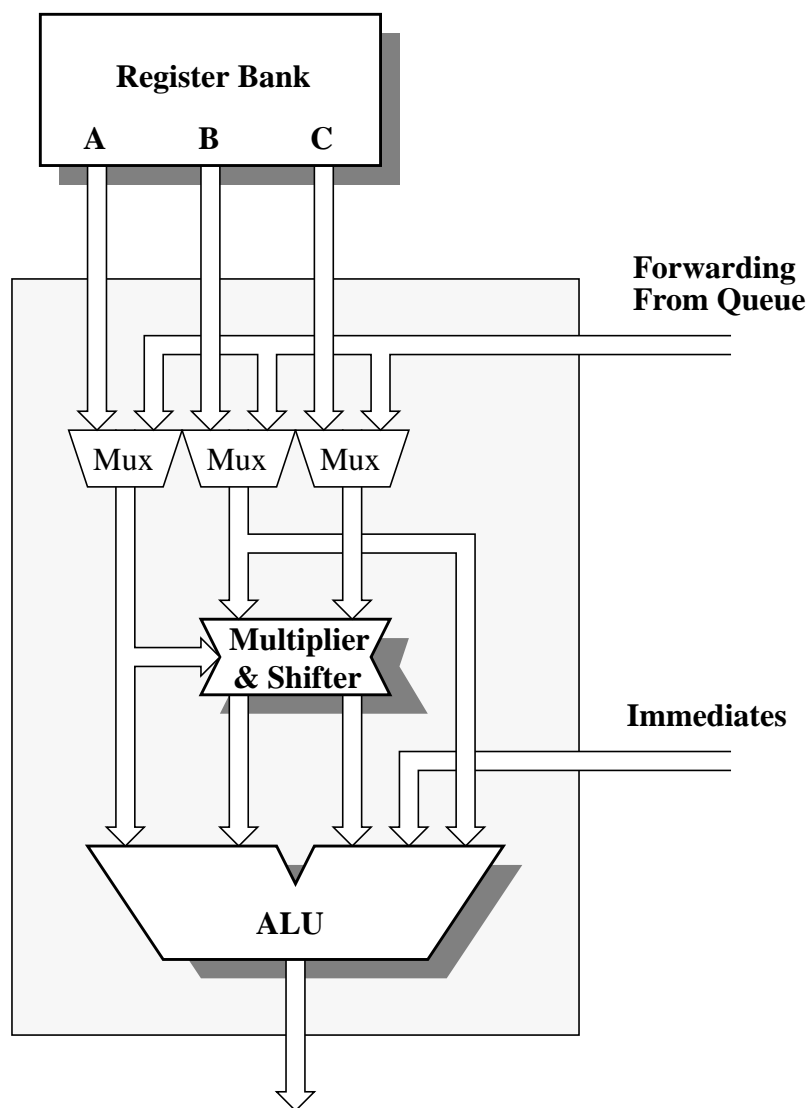 Register Bank
A B C
Forwarding
From Queue
Mux Mux Mux
Multiplier
& Shifter
Immediates
ALU